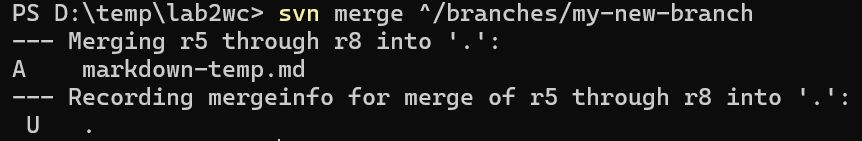 PS D:\temp\lab2wc> svn merge ^/branches/my-new-branch
--- Merging r5 through r8 into '.':
A    markdown-temp.md
--- Recording mergeinfo for merge of r5 through r8 into '.':
 U   .